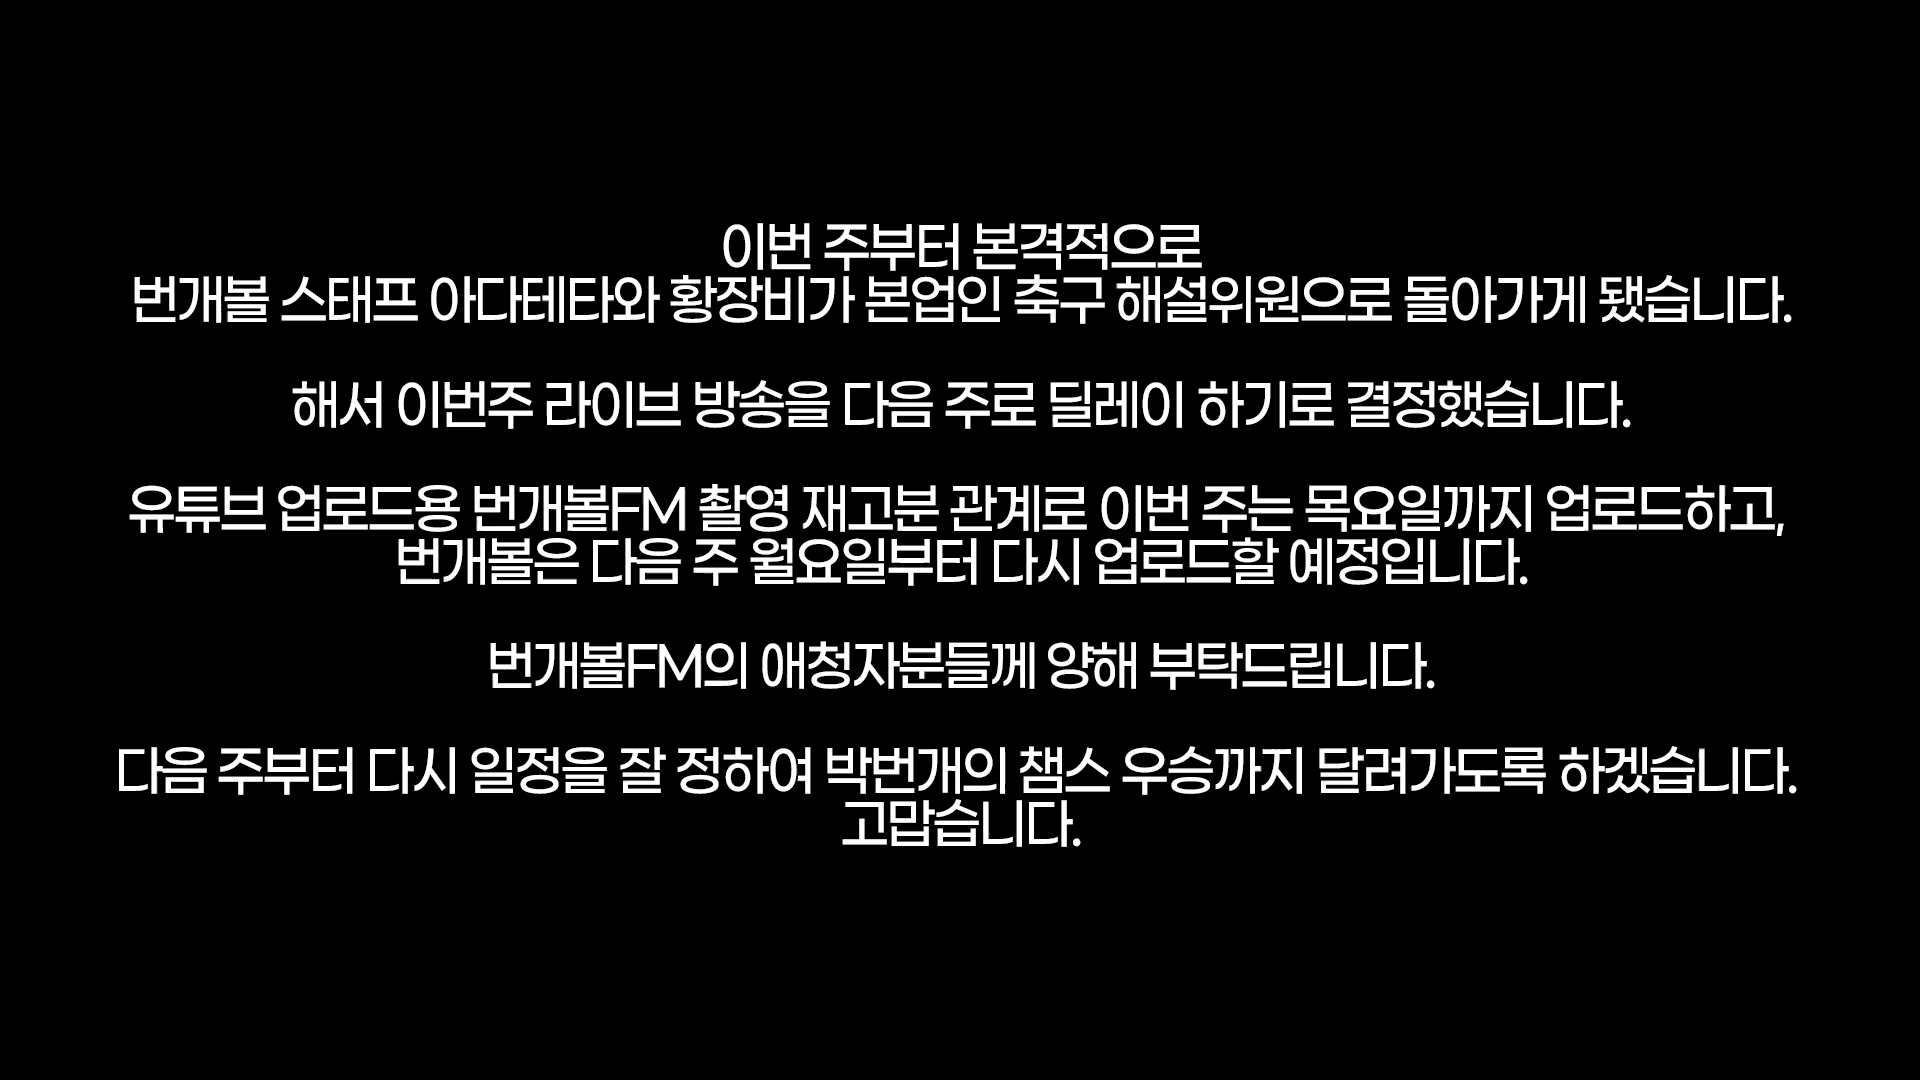 이번 주부터 본격적으로
번개볼 스태프 아다테타와 황장비가 본업인 축구 해설위원으로 돌아가게 됐습니다.
해서 이번주 라이브 방송을 다음 주로 딜레이 하기로 결정했습니다.
유튜브 업로드용 번개볼FM 촬영 재고분 관계로 이번 주는 목요일까지 업로드하고,
번개볼은 다음 주 월요일부터 다시 업로드할 예정입니다.
번개볼FM의 애청자분들께 양해 부탁드립니다.
다음 주부터 다시 일정을 잘 정하여 박번개의 챔스 우승까지 달려가도록 하겠습니다.
고맙습니다.